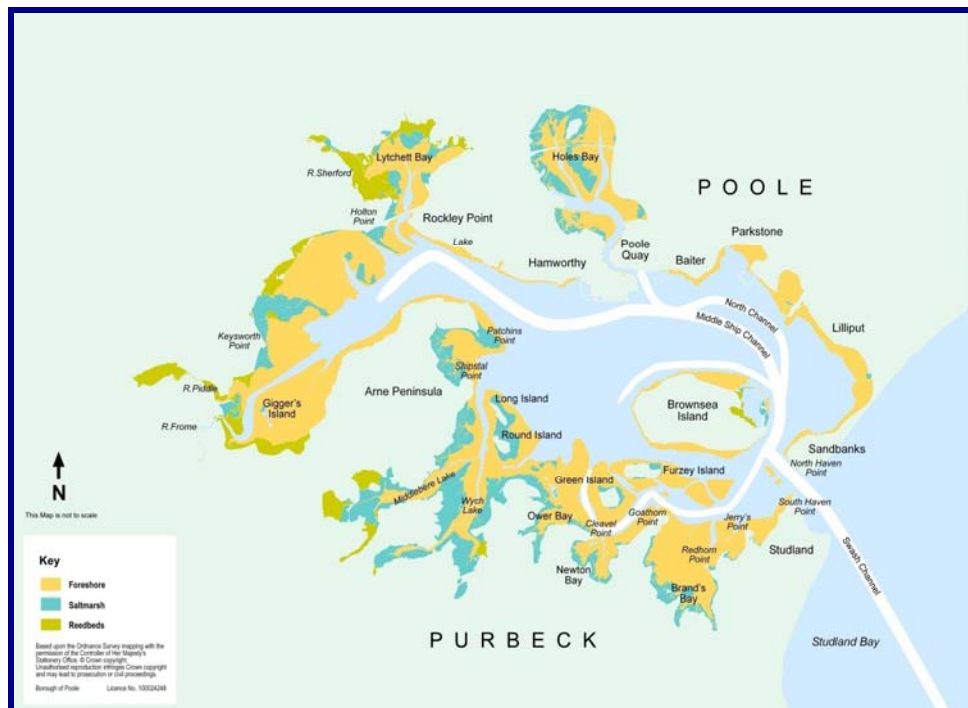 Lytchett Bay
R.Sherford
Holton
Point
Rockley Point
Lake
Hamworthy
Holes Bay
POOLE
Parkstone
Poole
Quay
Baiter
North Channel
Middle Ship Channel
Lilliput
Keysworth
Point
Patchins
Point
Shipstal
Point
Arne Peninsula
R.Piddle
Gigger's
Island
R.Frome
Long Island
Round Island
Brownsea
Island
Sandbanks
North Haven
Point
Middlebere Lake
Wych
Lake
Green Island
Furzey Island
Ower Bay
Cleavel
Point
Goathorn
Point
Jerry's
Point
South Haven
Point
Newton
Bay
Redhorn
Point
Studland
Brand's
Bay
Swash Channel
PURBECK
Studland Bay
N
This Map is not to scale
Key
Foreshore
Saltmarsh
Reedbeds
Based upon the Ordnance Survey mapping with the
permission of the Controller of Her Majesty's
Stationery Office. © Crown copyright.
Unauthorised reproduction infringes Crown copyright
and may lead to prosecution or civil proceedings.
Borough of Poole Licence No. 100024248